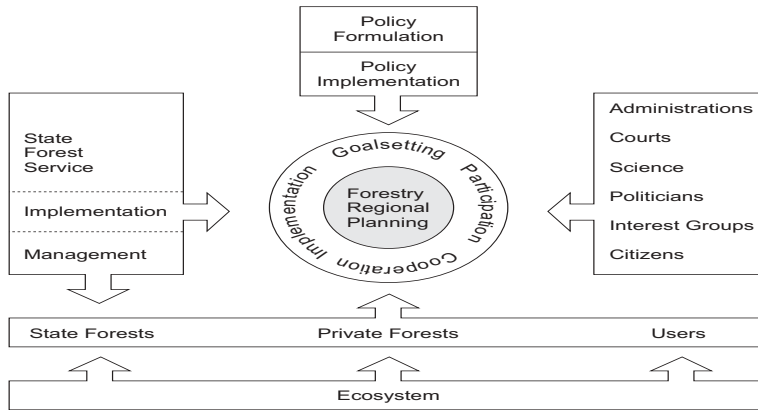 Policy
Formulation
Policy
Implementation
State
Forest
Service
Implementation
Management
Goalsetting
Participation
Cooperation
Implementation
Forestry
Regional
Planning
Administrations
Courts
Science
Politicians
Interest Groups
Citizens
State Forests
Private Forests
Users
Ecosystem